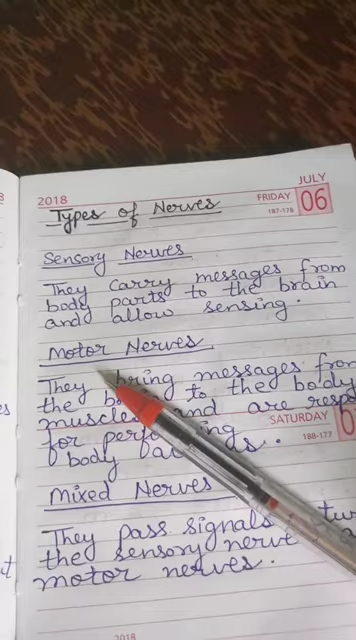 JULY
2018 FRIDAY 06
187-178
Types of Nerves
Sensory Nerves
They carry messages from
body parts to the brain
and allow sensing.
Motor Nerves
They bring messages from
the to the body
muscles and are
SATURDAY
188-177
for
body
Mixed Nerves
They pass signals
the sensory nerve
motor nerves.
2018